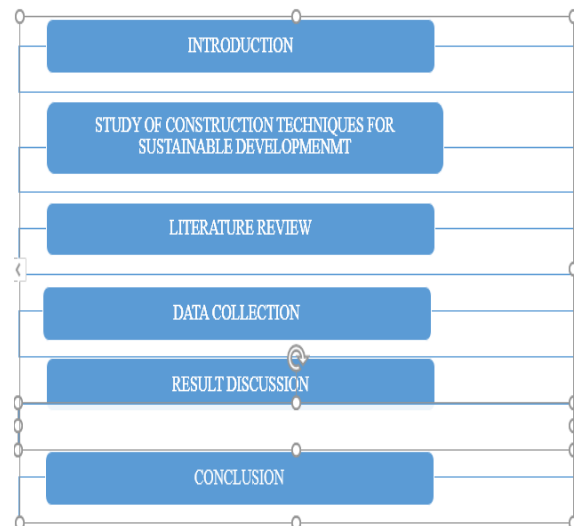 INTRODUCTION
STUDY OF CONSTRUCTION TECHNIQUES FOR
SUSTAINABLE DEVELOPMENMT
LITERATURE REVIEW
DATA COLLECTION
RESULT DISCUSSION
CONCLUSION